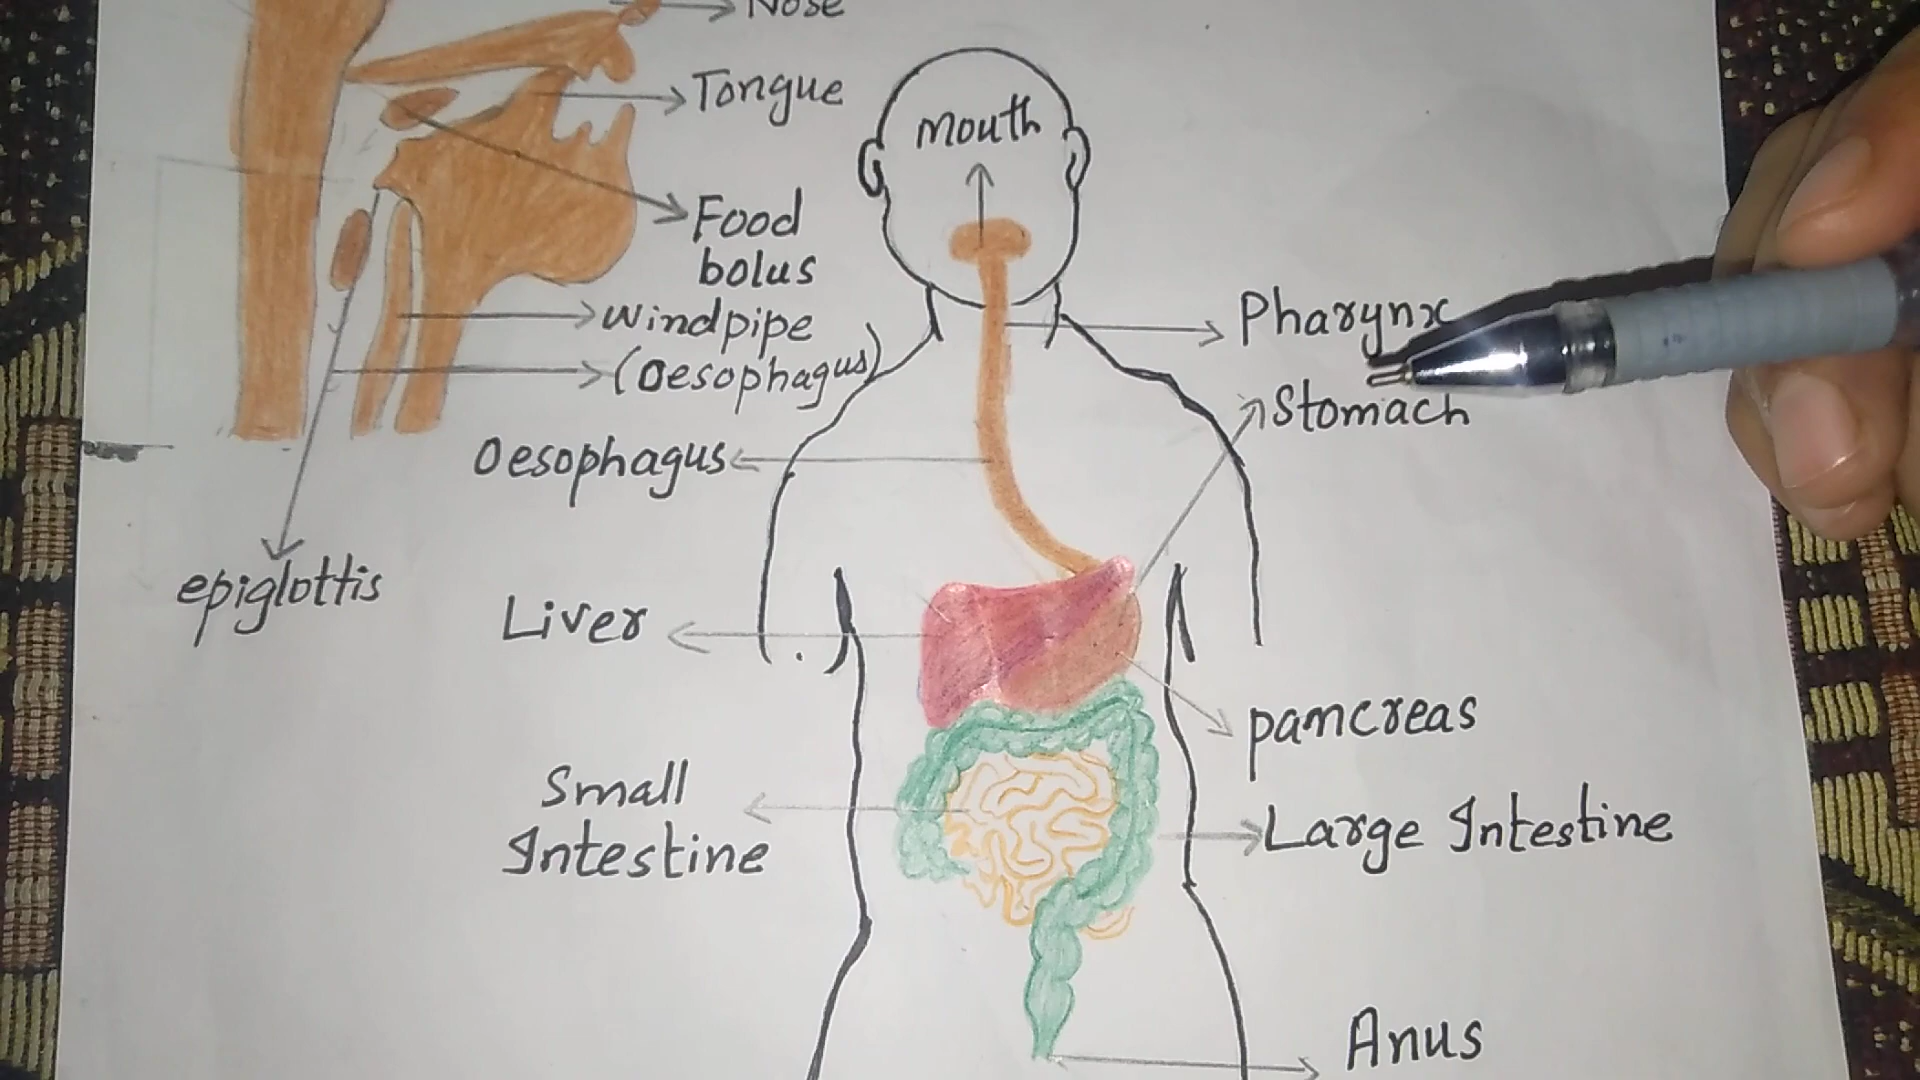 Nose
Tongue
Food
bolus
Windpipe
(Oesophagus)
epiglottis
mouth
Pharynx
Stomach
Oesophagus
Liver
pancreas
Small
Intestine
Large Intestine
Anus